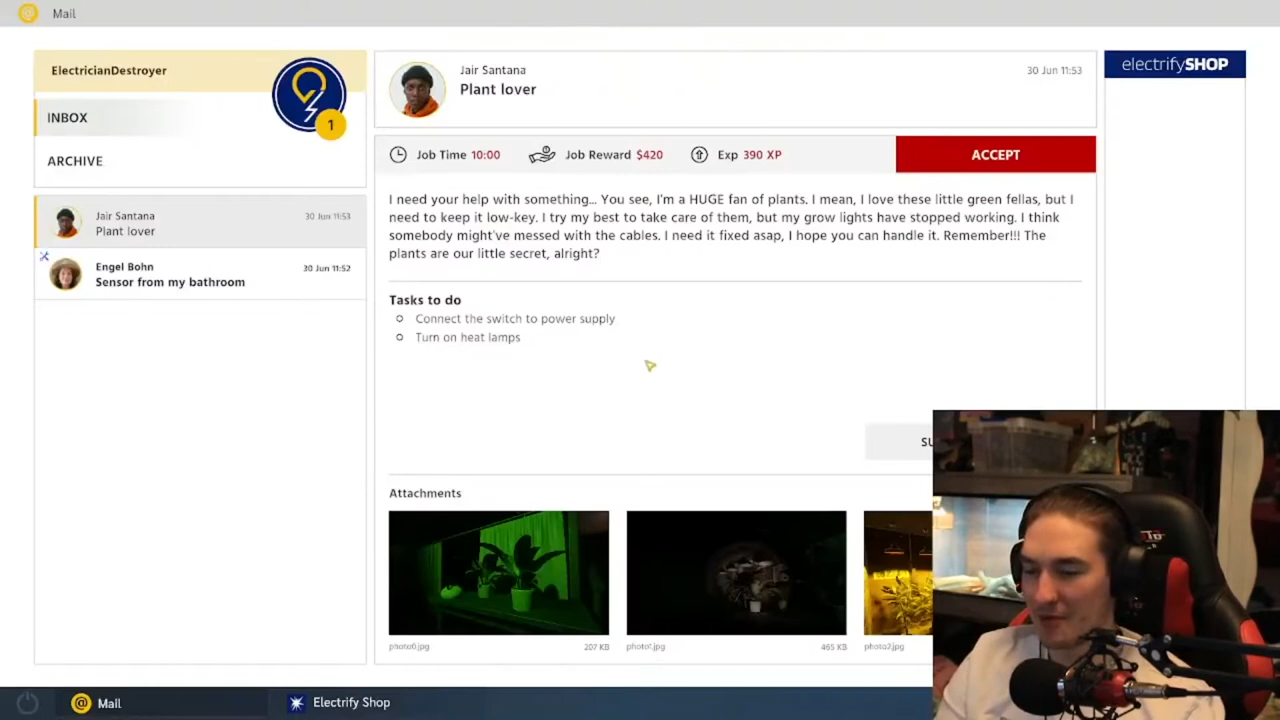 Mail
ElectricianDestroyer
1
INBOX
ARCHIVE
Jair Santana
30 Jun 11:53
Plant lover
Engel Bohn
30 Jun 11:52
Sensor from my bathroom
Jair Santana
30 Jun 11:53
Plant lover
Job Time 10:00
Job Reward $420
Exp 390 XP
ACCEPT
I need your help with something... You see, I'm a HUGE fan of plants. I mean, I love these little green fellas, but I
need to keep it low-key. I try my best to take care of them, but my grow lights have stopped working. I think
somebody might've messed with the cables. I need it fixed asap, I hope you can handle it. Remember!!! The
plants are our little secret, alright?
Tasks to do
Connect the switch to power supply
Turn on heat lamps
SU
Attachments
photo0.jpg
207 KB
photo1.jpg
465 KB
photo2.jpg
electrifySHOP
Mail
Electrify Shop